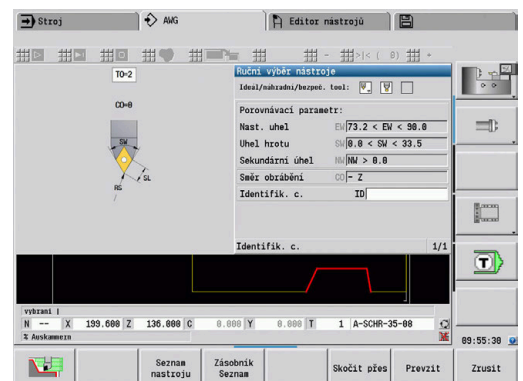 Stroj
AWG
Editor nástrojů
TO=2
CO=0
SW
SL
RS
Ruční výběr nástroje
Ideál/náhradní/bezpeč. tool:
Porovnávací parametr:
Nast. uhel EW 73.2 < EW < 90.0
Uhel hrotu SW 0.0 < SW < 33.5
Sekundární úhel NW NW > 0.0
Směr obrábění CO - Z
Identifik. c. ID
Identifik. c. 1/1
vybrani |
N -- X 199.600 Z 136.000 C 0.000 Y 0.000 T 1 A-SCHR-35-08
% Auskammern
09:55:30
T
Seznam nastroju
Zásobník Seznam
Skočit přes
Prevzít
Zrusit